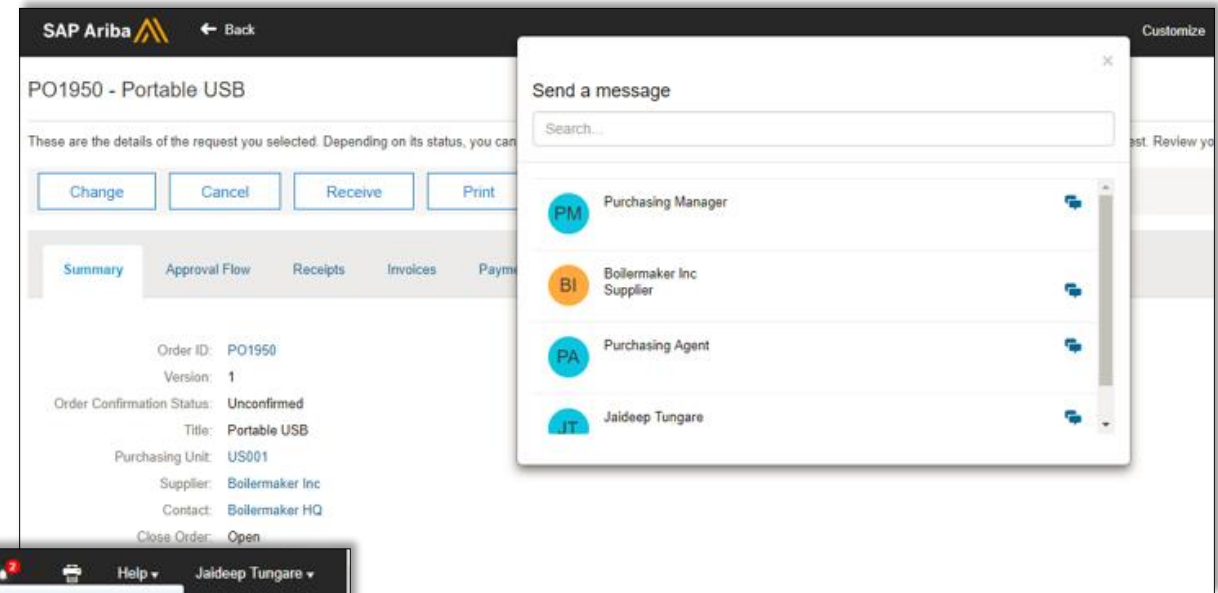 SAP Ariba
Back
Customize
PO1950 - Portable USB
These are the details of the request you selected. Depending on its status, you can
est. Review yo
Change
Cancel
Receive
Print
Summary
Approval Flow
Receipts
Invoices
Payme
Order ID: PO1950
Version: 1
Order Confirmation Status: Unconfirmed
Title: Portable USB
Purchasing Unit: US001
Supplier: Boilermaker Inc
Contact: Boilermaker HQ
Close Order: Open
×
Send a message
Search...
PM
Purchasing Manager
BI
Boilermaker Inc
Supplier
PA
Purchasing Agent
JT
Jaideep Tungare
2
Help
Jaideep Tungare